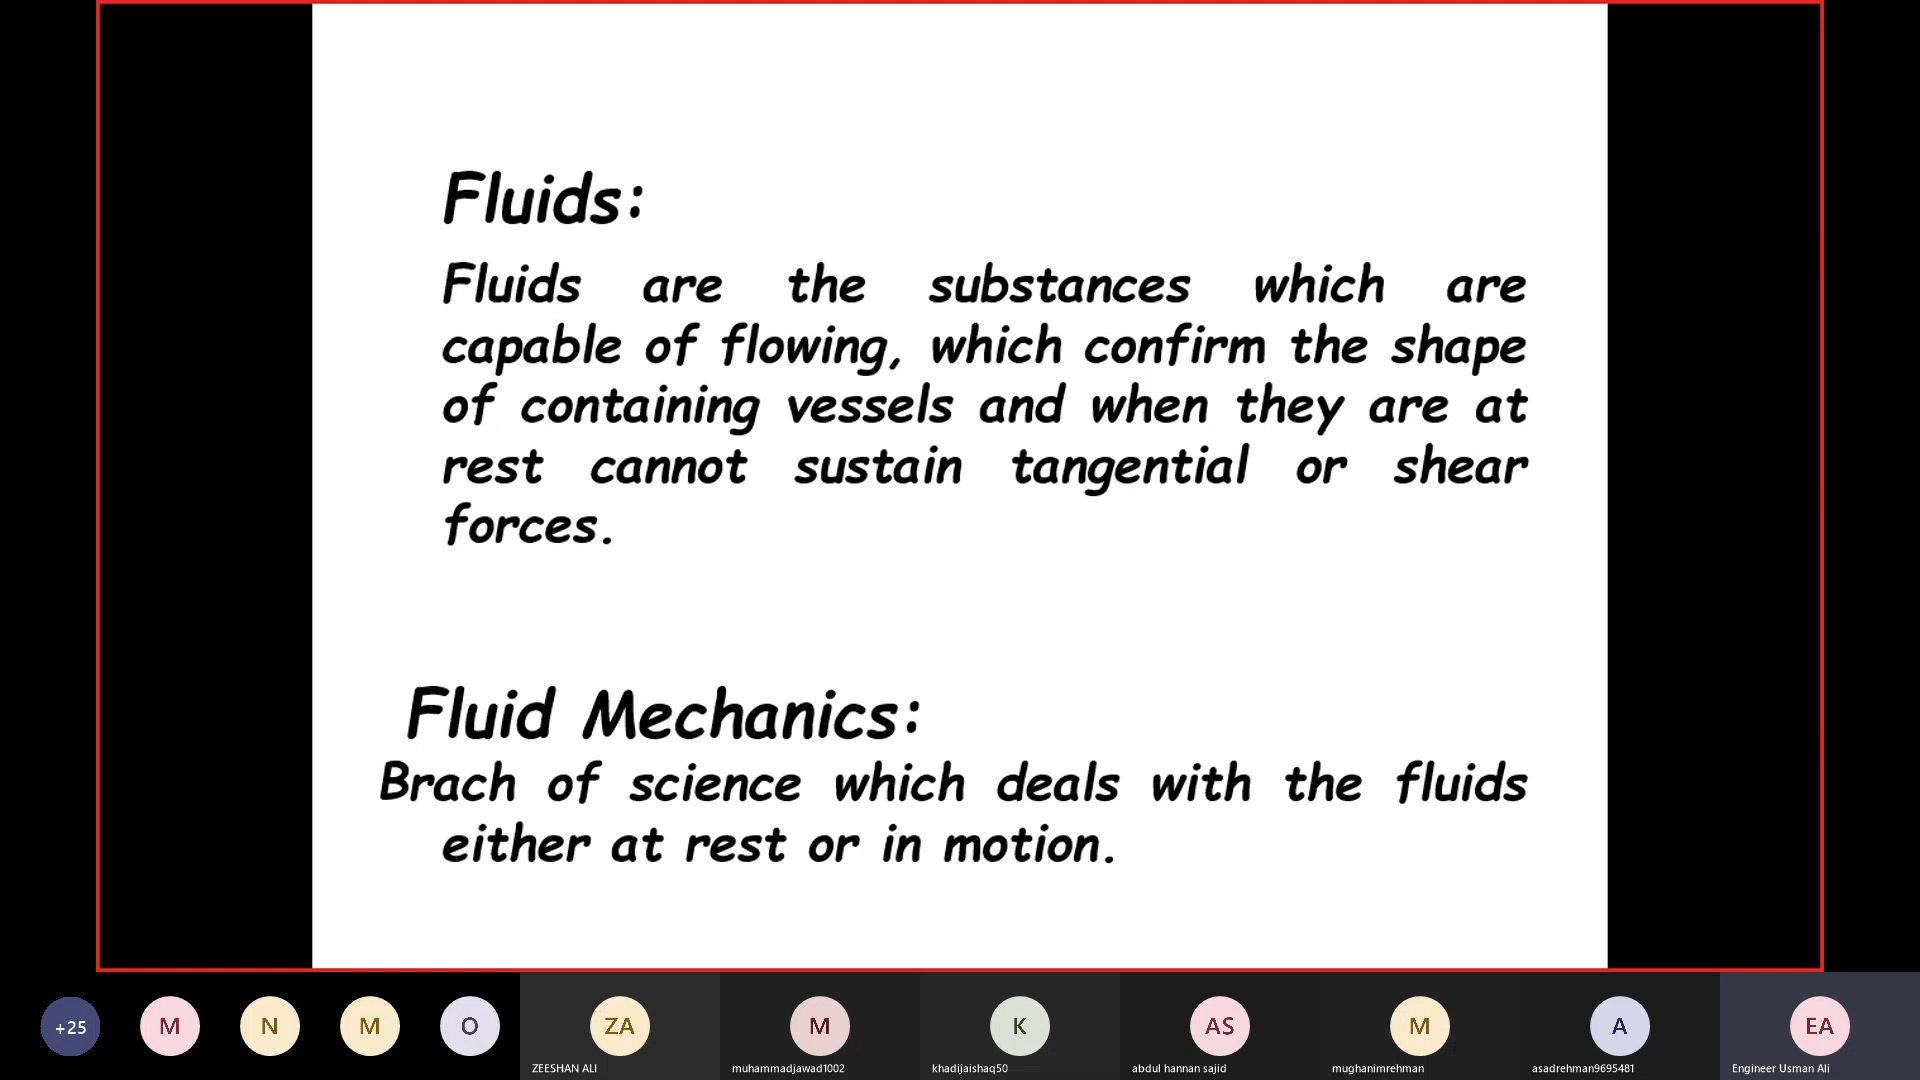 Fluids:
Fluids are the substances which are
capable of flowing, which confirm the shape
of containing vessels and when they are at
rest cannot sustain tangential or shear
forces.
Fluid Mechanics:
Brach of science which deals with the fluids
either at rest or in motion.
+25
M
N
M
O
ZA
M
K
AS
M
A
EA
ZEESHAN ALI
muhammadjawad1002
khadijaishaq50
abdul hannan sajid
mughanimrehman
asadrehman9695481
Engineer Usman Ali